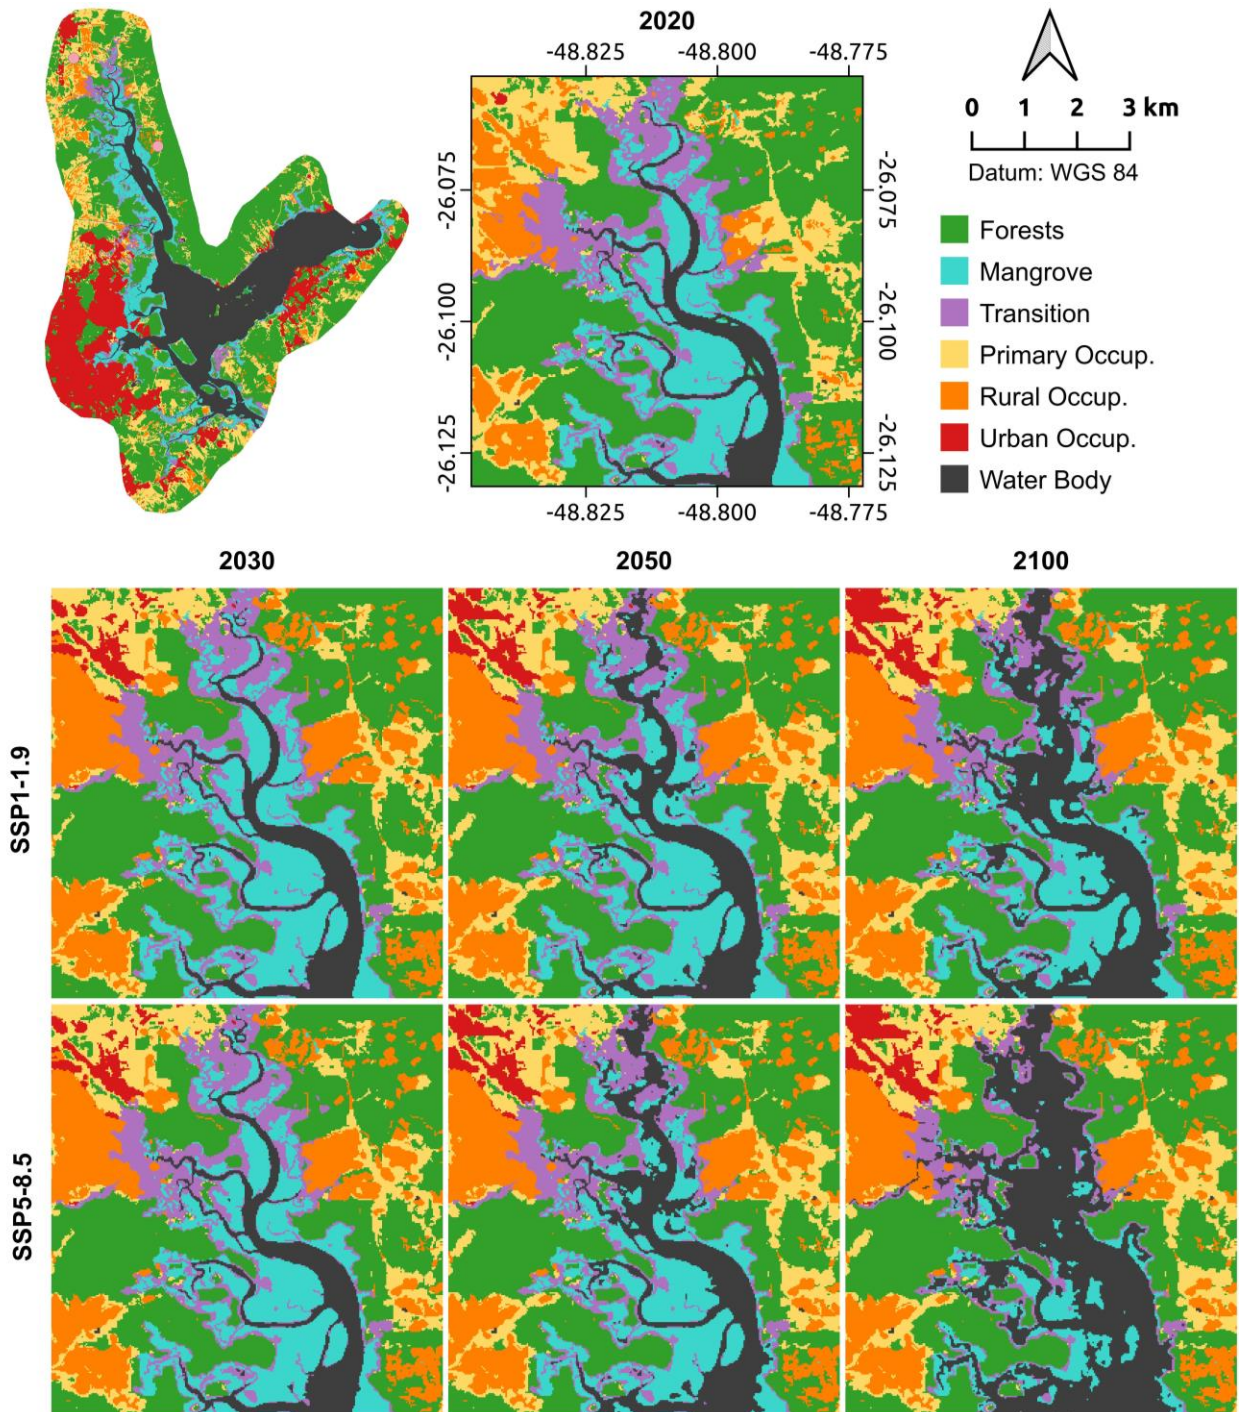 2020
-48.825 -48.800 -48.775
-26.075 -26.075
-26.100 -26.100
-26.125 -26.125
-48.825 -48.800 -48.775
0 1 2 3 km
Datum: WGS 84
Forests
Mangrove
Transition
Primary Occup.
Rural Occup.
Urban Occup.
Water Body
2030 2050 2100
SSP1-1.9
SSP5-8.5